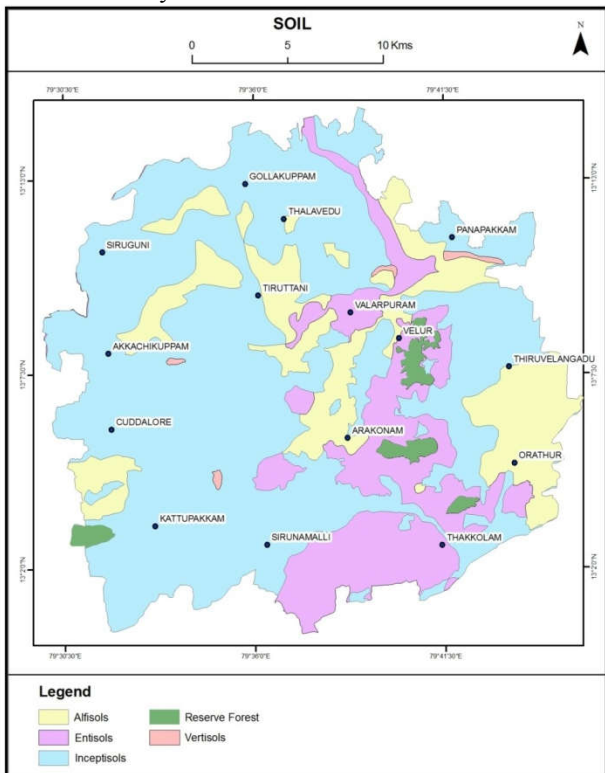 SOIL
N
0 5 10 Kms
79°30'30"E 79°36'0"E 79°41'30"E
13°13'0"N 13°13'0"N
GOLLAKUPPAM
THALAVEDU
PANAPAKKAM
SIRUGUNI
TIRUTTANI
VALARPURAM
VELUR
AKKACHIKUPPAM
THIRUVELANGADU
13°7'30"N 13°7'30"N
CUDDALORE
ARAKONAM
ORATHUR
KATTUPAKKAM
SIRUNAMALLI
THAKKOLAM
13°2'0"N 13°2'0"N
79°30'30"E 79°36'0"E 79°41'30"E
Legend
Alfisols Reserve Forest
Entisols Vertisols
Inceptisols